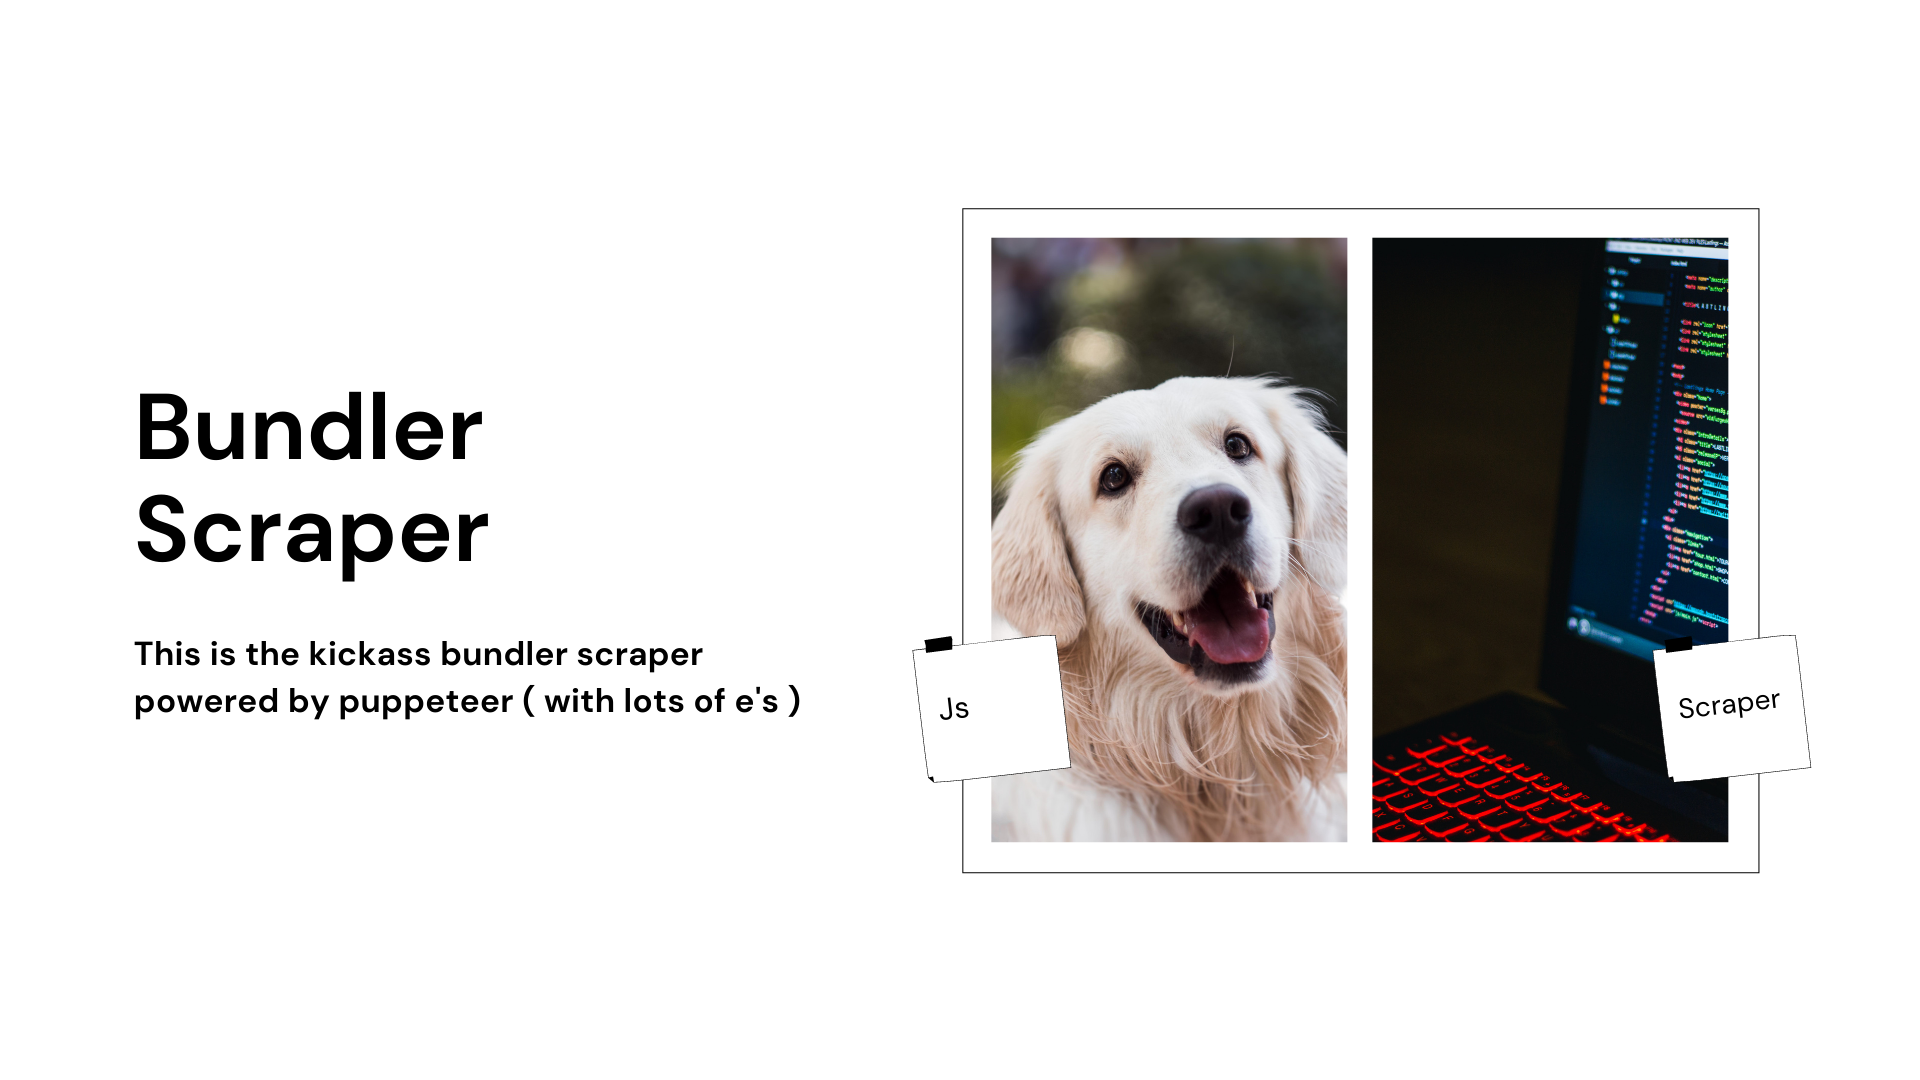 Bundler
Scraper
This is the kickass bundler scraper
powered by puppeteer ( with lots of e's )
Js
Scraper